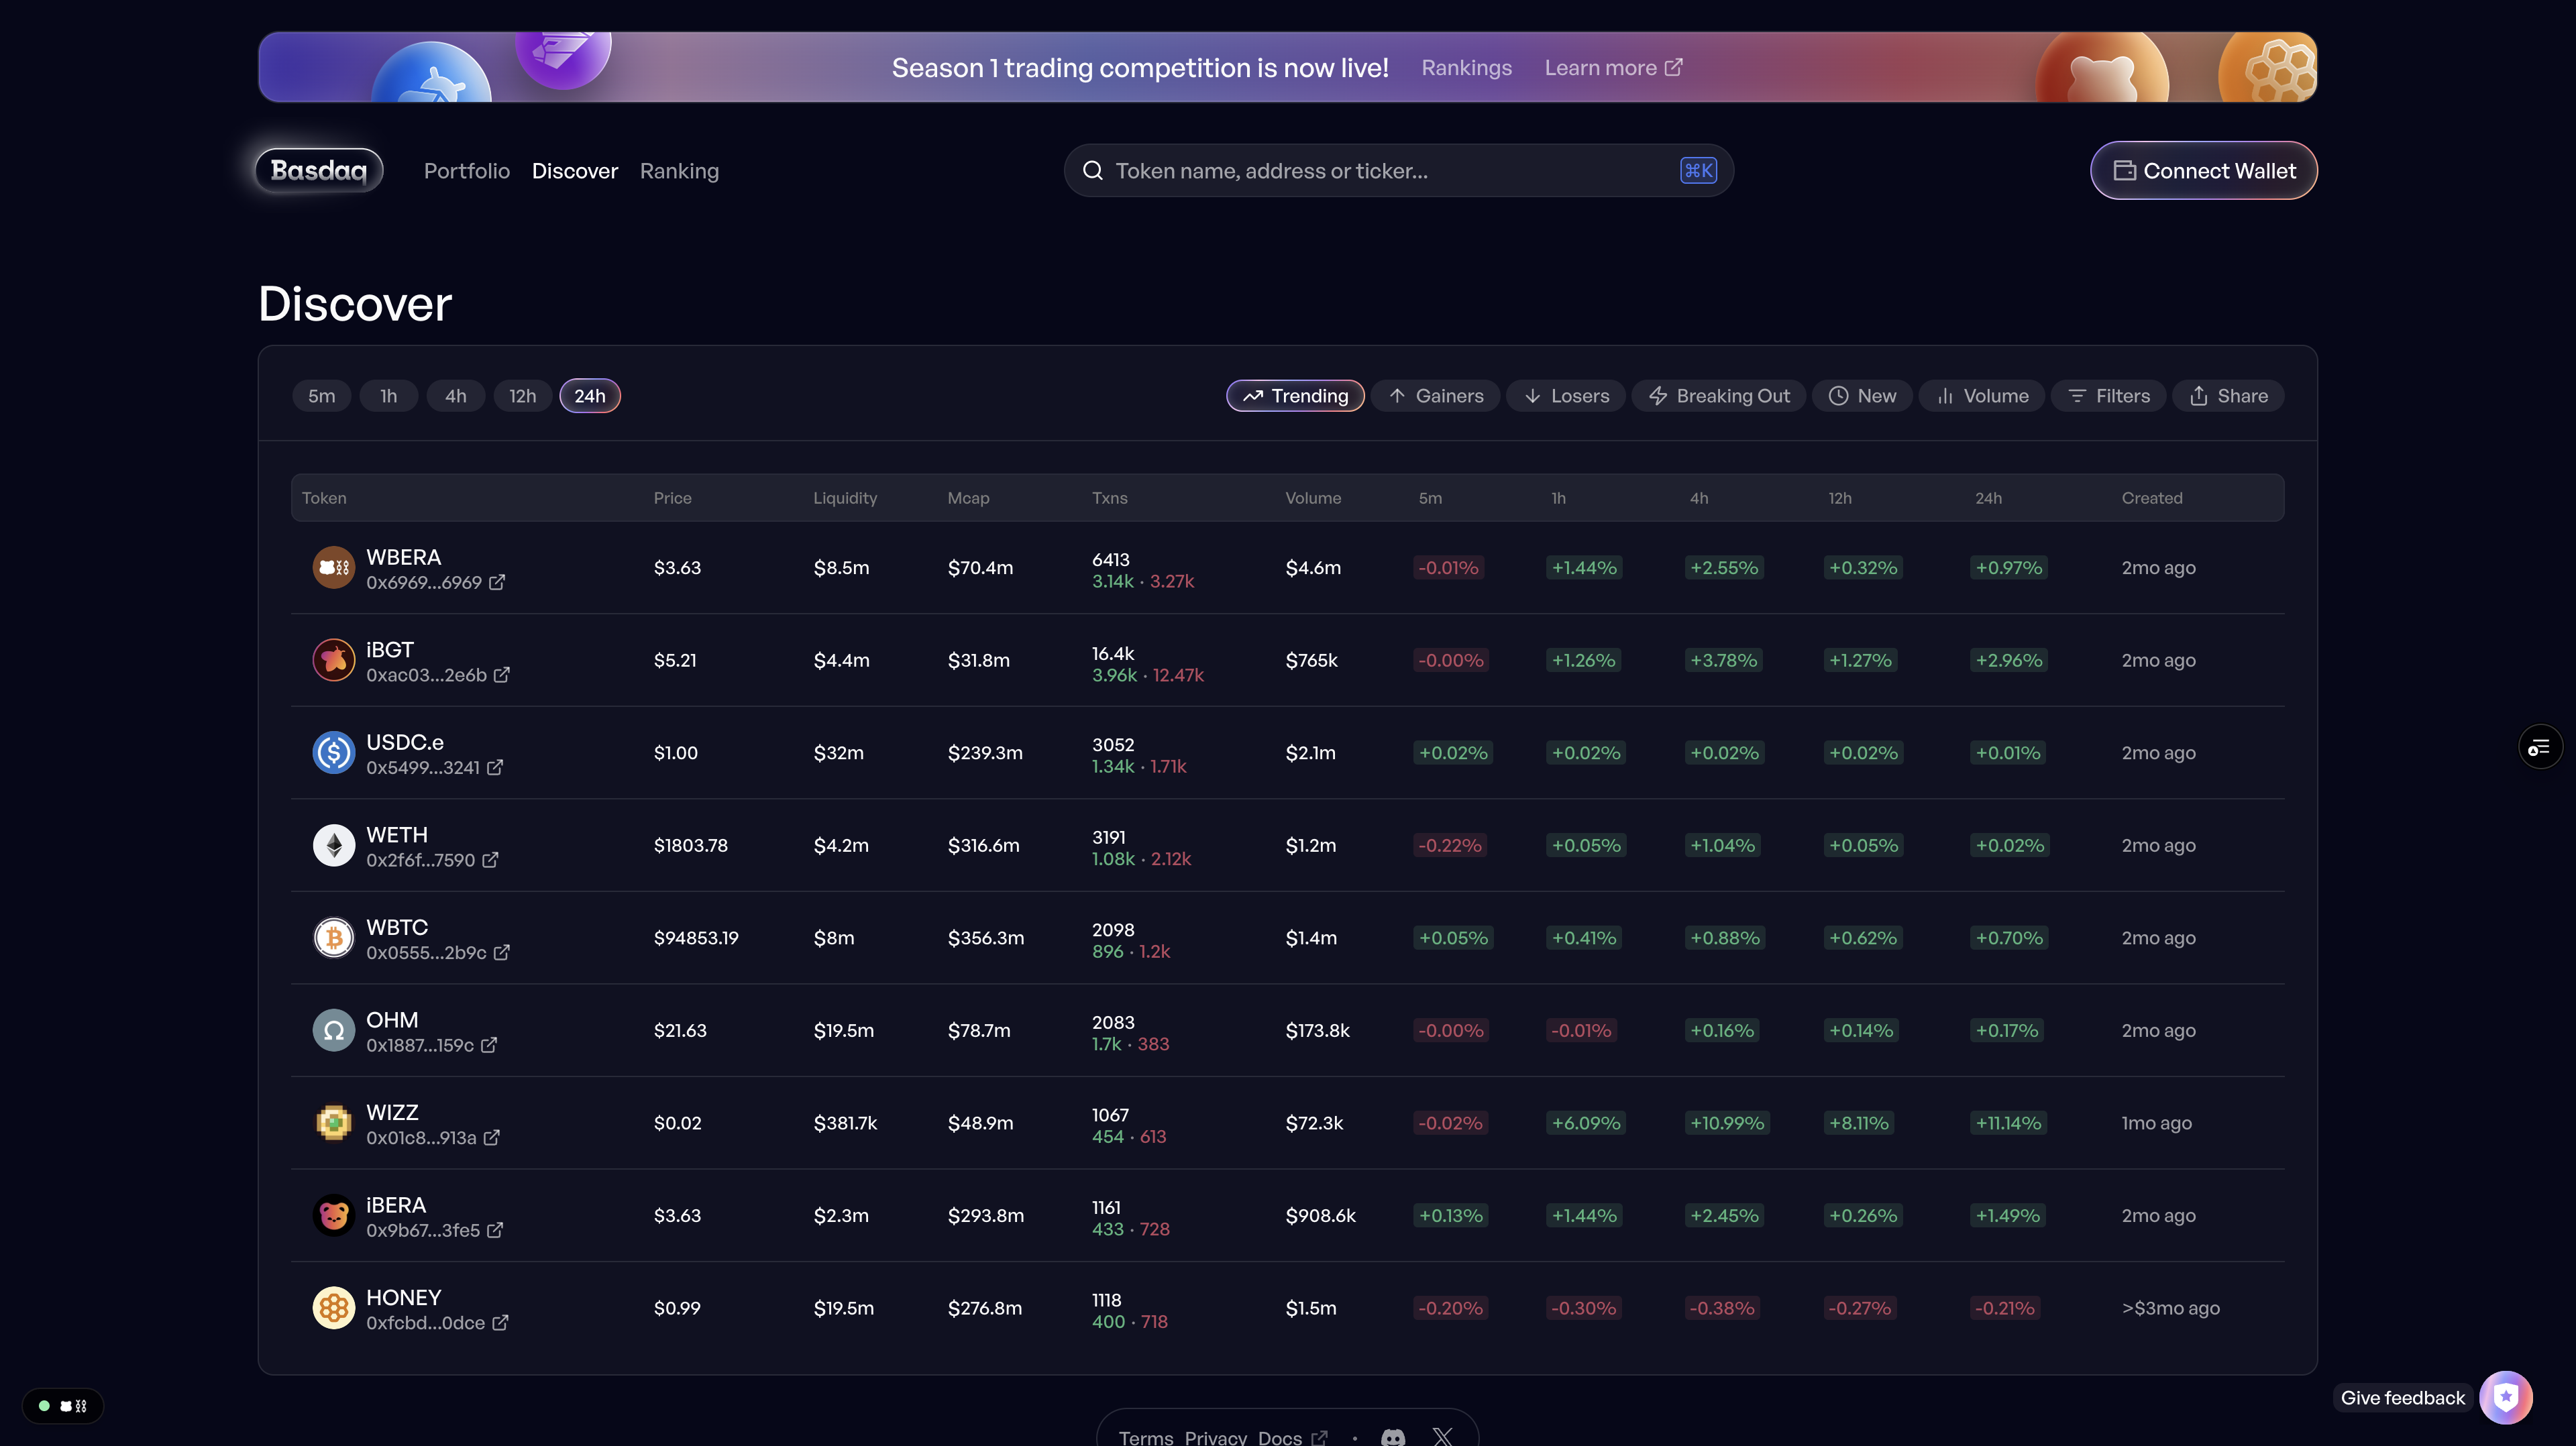 Season 1 trading competition is now live! Rankings Learn more
Basdaq Portfolio Discover Ranking Token name, address or ticker... ⌘K Connect Wallet
Discover
5m 1h 4h 12h 24h Trending Gainers Losers Breaking Out New Volume Filters Share
Token Price Liquidity Mcap Txns Volume 5m 1h 4h 12h 24h Created
WBERA
0x6969...6969
$3.63 $8.5m $70.4m
6413
3.14k · 3.27k
$4.6m -0.01% +1.44% +2.55% +0.32% +0.97% 2mo ago
iBGT
0xac03...2e6b
$5.21 $4.4m $31.8m
16.4k
3.96k · 12.47k
$765k -0.00% +1.26% +3.78% +1.27% +2.96% 2mo ago
USDC.e
0x5499...3241
$1.00 $32m $239.3m
3052
1.34k · 1.71k
$2.1m +0.02% +0.02% +0.02% +0.02% +0.01% 2mo ago
WETH
0x2f6f...7590
$1803.78 $4.2m $316.6m
3191
1.08k · 2.12k
$1.2m -0.22% +0.05% +1.04% +0.05% +0.02% 2mo ago
WBTC
0x0555...2b9c
$94853.19 $8m $356.3m
2098
896 · 1.2k
$1.4m +0.05% +0.41% +0.88% +0.62% +0.70% 2mo ago
OHM
0x1887...159c
$21.63 $19.5m $78.7m
2083
1.7k · 383
$173.8k -0.00% -0.01% +0.16% +0.14% +0.17% 2mo ago
WIZZ
0x01c8...913a
$0.02 $381.7k $48.9m
1067
454 · 613
$72.3k -0.02% +6.09% +10.99% +8.11% +11.14% 1mo ago
iBERA
0x9b67...3fe5
$3.63 $2.3m $293.8m
1161
433 · 728
$908.6k +0.13% +1.44% +2.45% +0.26% +1.49% 2mo ago
HONEY
0xfcbd...0dce
$0.99 $19.5m $276.8m
1118
400 · 718
$1.5m -0.20% -0.30% -0.38% -0.27% -0.21% >$3mo ago
Give feedback
Terms Privacy Docs ·